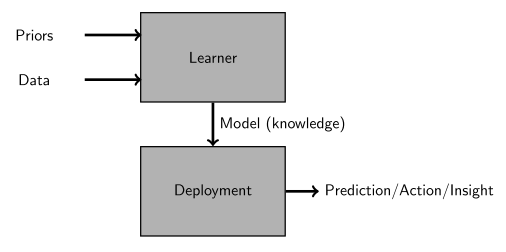 Priors
Learner
Data
Model (knowledge)
Deployment
Prediction/Action/Insight